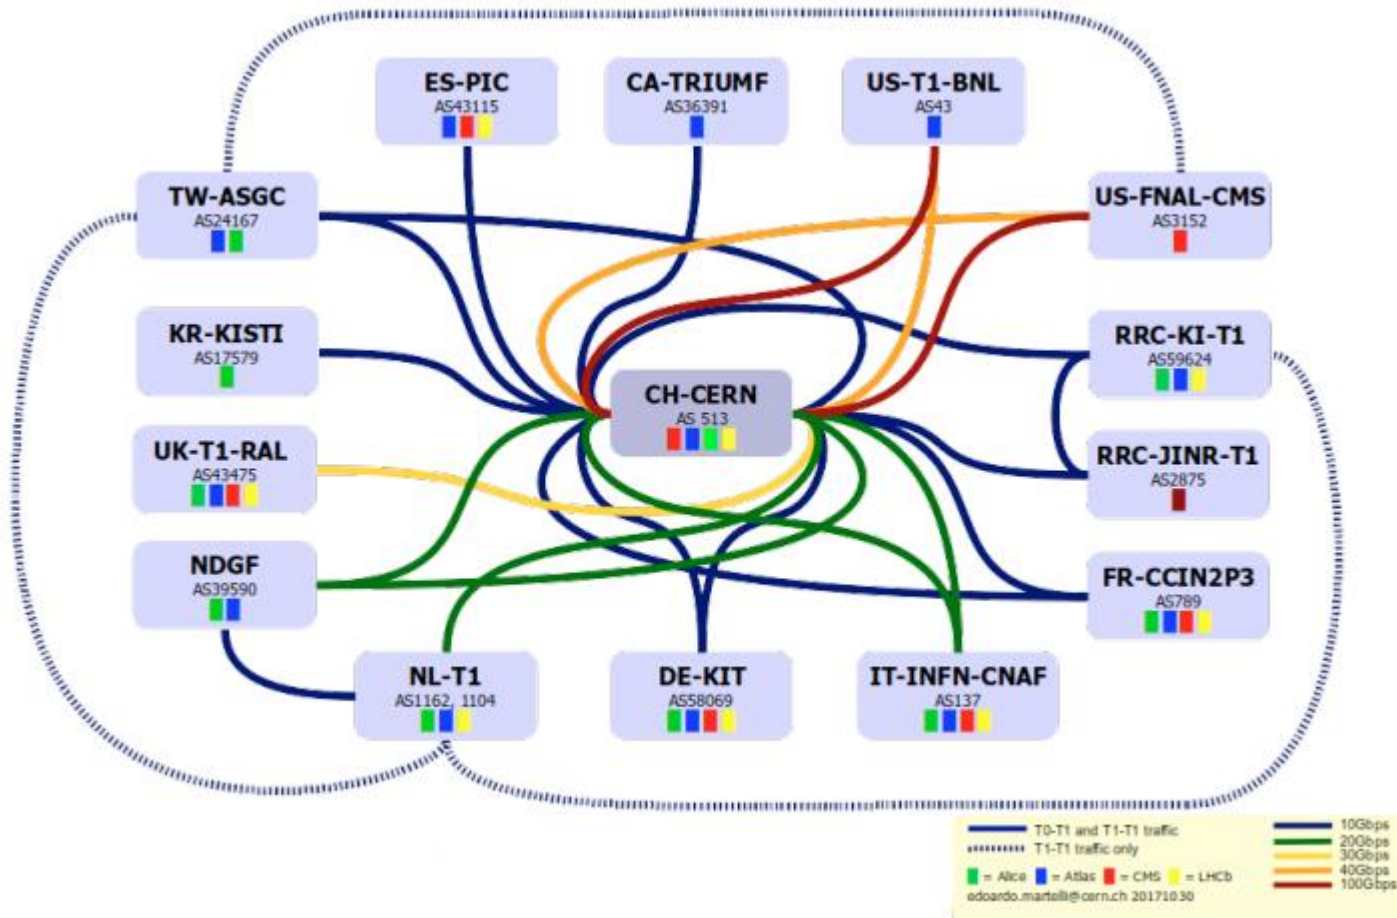 ES-PIC
AS43115
CA-TRIUMF
AS36391
US-T1-BNL
AS43
TW-ASGC
AS24167
US-FNAL-CMS
AS3152
KR-KISTI
AS17579
RRC-KI-T1
AS59624
CH-CERN
AS 513
UK-T1-RAL
AS43475
RRC-JINR-T1
AS2875
NDGF
AS39590
FR-CCIN2P3
AS789
NL-T1
AS1162, 1104
DE-KIT
AS58069
IT-INFN-CNAF
AS137
T0-T1 and T1-T1 traffic
T1-T1 traffic only
= Alice = Atlas = CMS = LHCb
edoardo.martelli@cern.ch 20171030
10Gbps
20Gbps
30Gbps
40Gbps
100Gbps